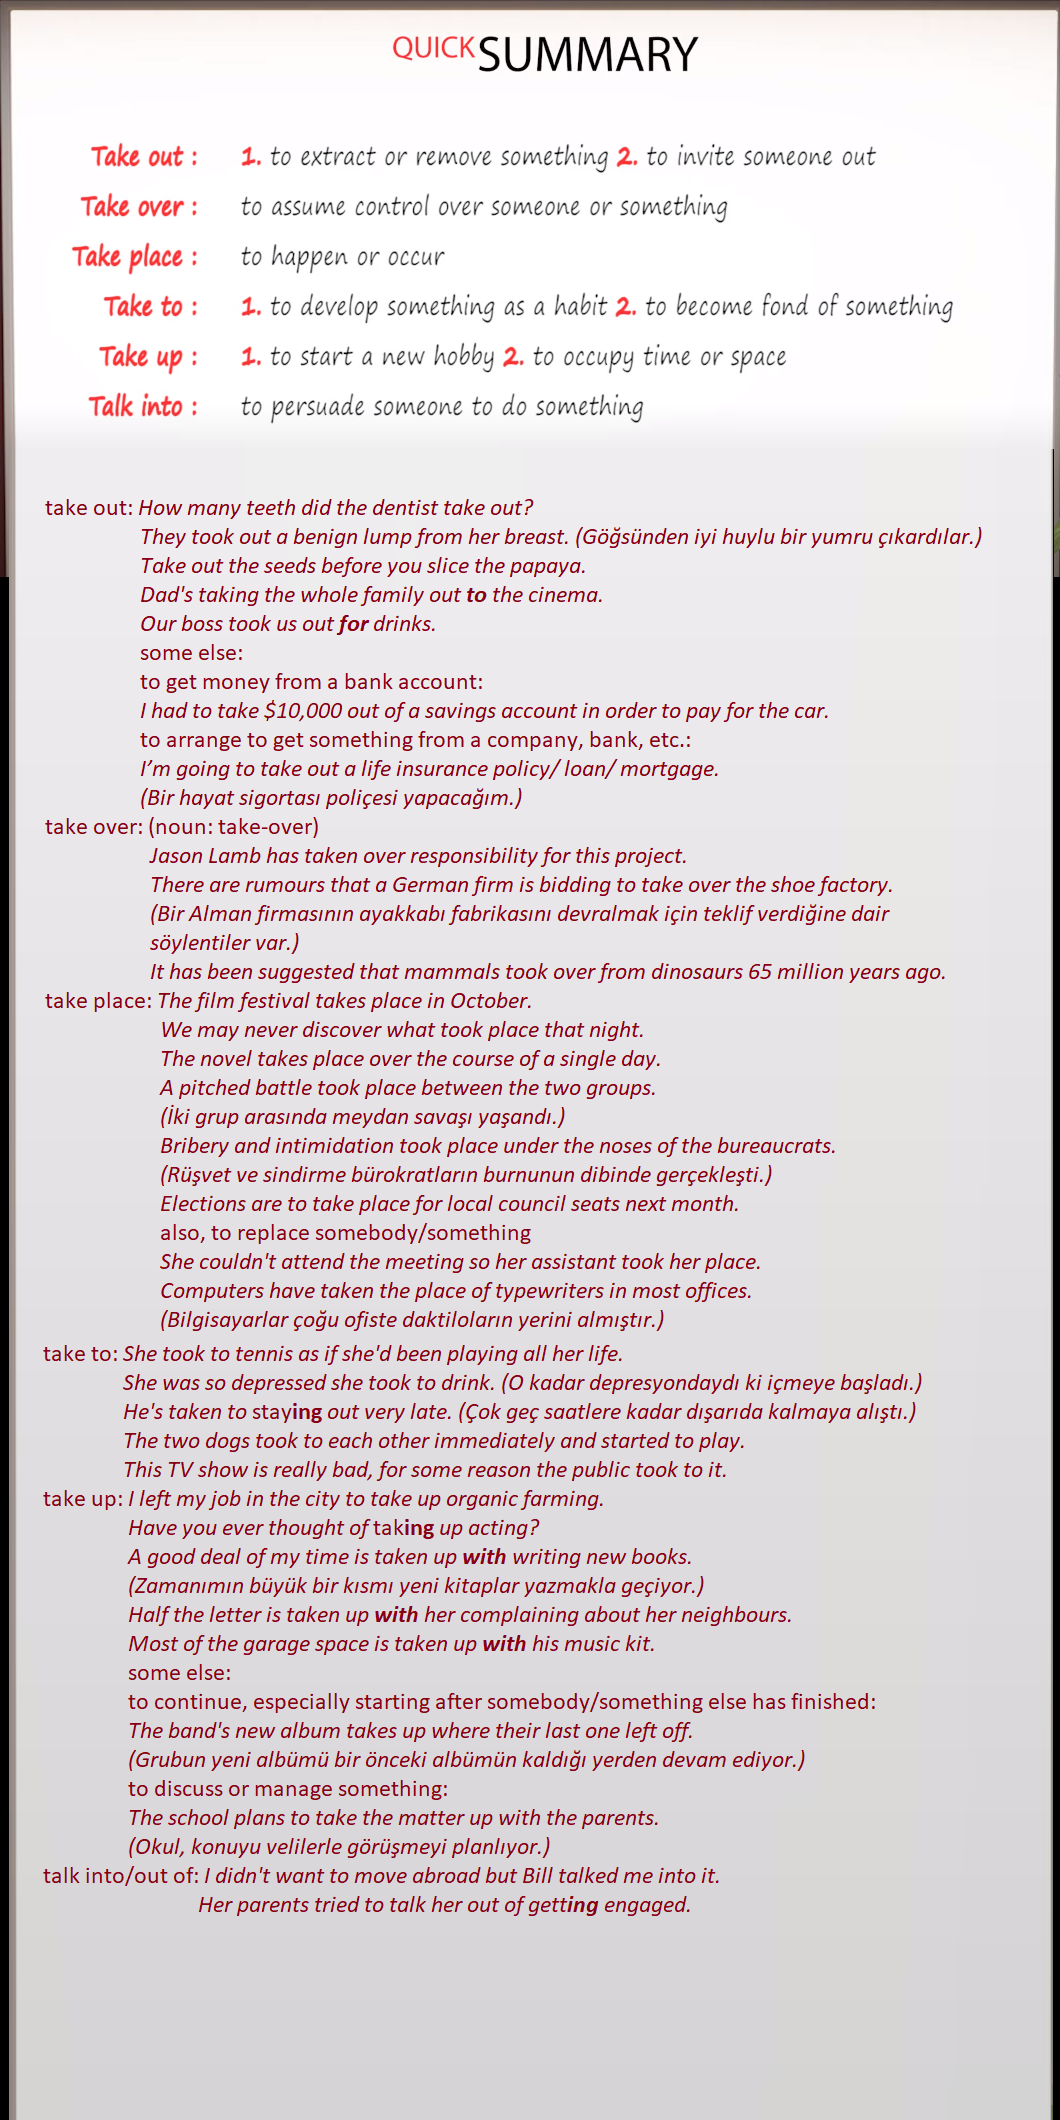 QUICK SUMMARY
Take out : 1. to extract or remove something 2. to invite someone out
Take over : to assume control over someone or something
Take place : to happen or occur
Take to : 1. to develop something as a habit 2. to become fond of something
Take up : 1. to start a new hobby 2. to occupy time or space
Talk into : to persuade someone to do something
take out: How many teeth did the dentist take out?
They took out a benign lump from her breast. (Göğsünden iyi huylu bir yumru çıkardılar.)
Take out the seeds before you slice the papaya.
Dad's taking the whole family out to the cinema.
Our boss took us out for drinks.
some else:
to get money from a bank account:
I had to take $10,000 out of a savings account in order to pay for the car.
to arrange to get something from a company, bank, etc.:
I’m going to take out a life insurance policy/ loan/ mortgage.
(Bir hayat sigortası poliçesi yapacağım.)
take over: (noun: take-over)
Jason Lamb has taken over responsibility for this project.
There are rumours that a German firm is bidding to take over the shoe factory.
(Bir Alman firmasının ayakkabı fabrikasını devralmak için teklif verdiğine dair
söylentiler var.)
It has been suggested that mammals took over from dinosaurs 65 million years ago.
take place: The film festival takes place in October.
We may never discover what took place that night.
The novel takes place over the course of a single day.
A pitched battle took place between the two groups.
(İki grup arasında meydan savaşı yaşandı.)
Bribery and intimidation took place under the noses of the bureaucrats.
(Rüşvet ve sindirme bürokratların burnunun dibinde gerçekleşti.)
Elections are to take place for local council seats next month.
also, to replace somebody/something
She couldn't attend the meeting so her assistant took her place.
Computers have taken the place of typewriters in most offices.
(Bilgisayarlar çoğu ofiste daktiloların yerini almıştır.)
take to: She took to tennis as if she'd been playing all her life.
She was so depressed she took to drink. (O kadar depresyondaydı ki içmeye başladı.)
He's taken to staying out very late. (Çok geç saatlere kadar dışarıda kalmaya alıştı.)
The two dogs took to each other immediately and started to play.
This TV show is really bad, for some reason the public took to it.
take up: I left my job in the city to take up organic farming.
Have you ever thought of taking up acting?
A good deal of my time is taken up with writing new books.
(Zamanımın büyük bir kısmı yeni kitaplar yazmakla geçiyor.)
Half the letter is taken up with her complaining about her neighbours.
Most of the garage space is taken up with his music kit.
some else:
to continue, especially starting after somebody/something else has finished:
The band's new album takes up where their last one left off.
(Grubun yeni albümü bir önceki albümün kaldığı yerden devam ediyor.)
to discuss or manage something:
The school plans to take the matter up with the parents.
(Okul, konuyu velilerle görüşmeyi planlıyor.)
talk into/out of: I didn't want to move abroad but Bill talked me into it.
Her parents tried to talk her out of getting engaged.